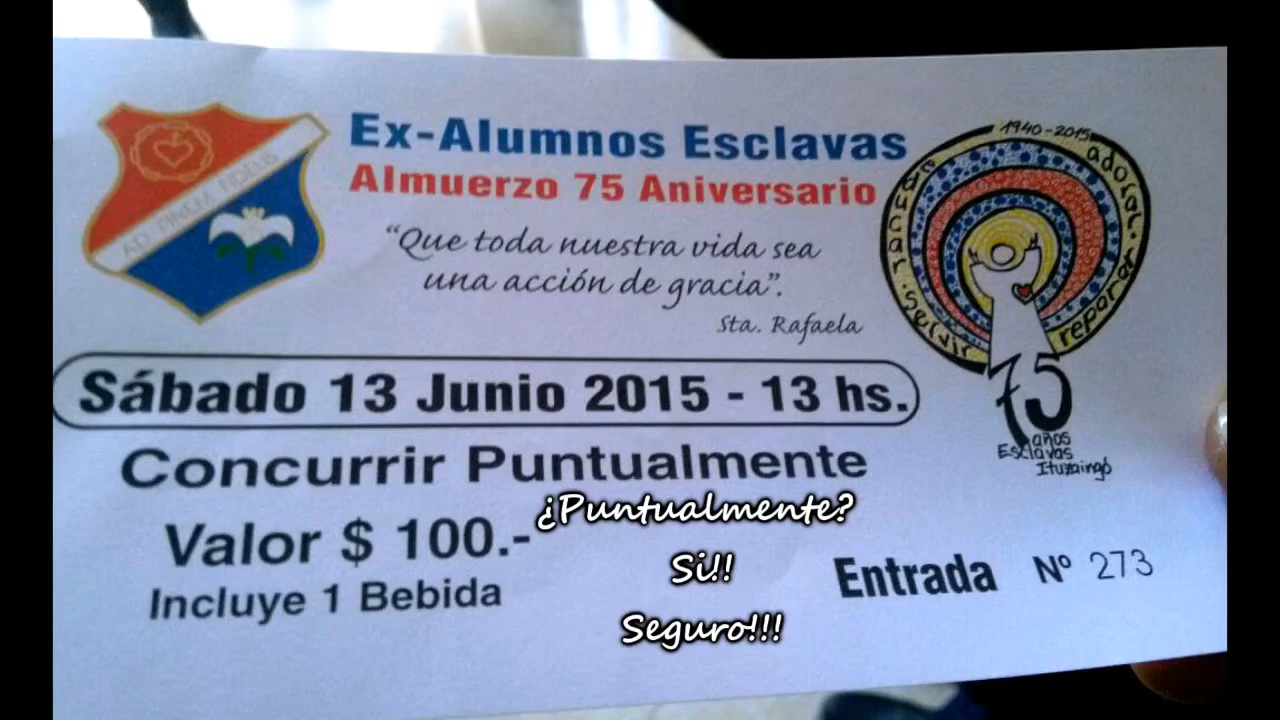 AD FINEM FIDELIS
Ex-Alumnos Esclavas
Almuerzo 75 Aniversario
“Que toda nuestra vida sea
una acción de gracia”.
Sta. Rafaela
1940-2015
adorar · reparar
· servir
75
años
Esclavas
Ituzaingó
Sábado 13 Junio 2015 - 13 hs.
Concurrir Puntualmente
¿Puntualmente?
Si!!
Seguro!!!
Valor $ 100.-
Incluye 1 Bebida
Entrada Nº 273